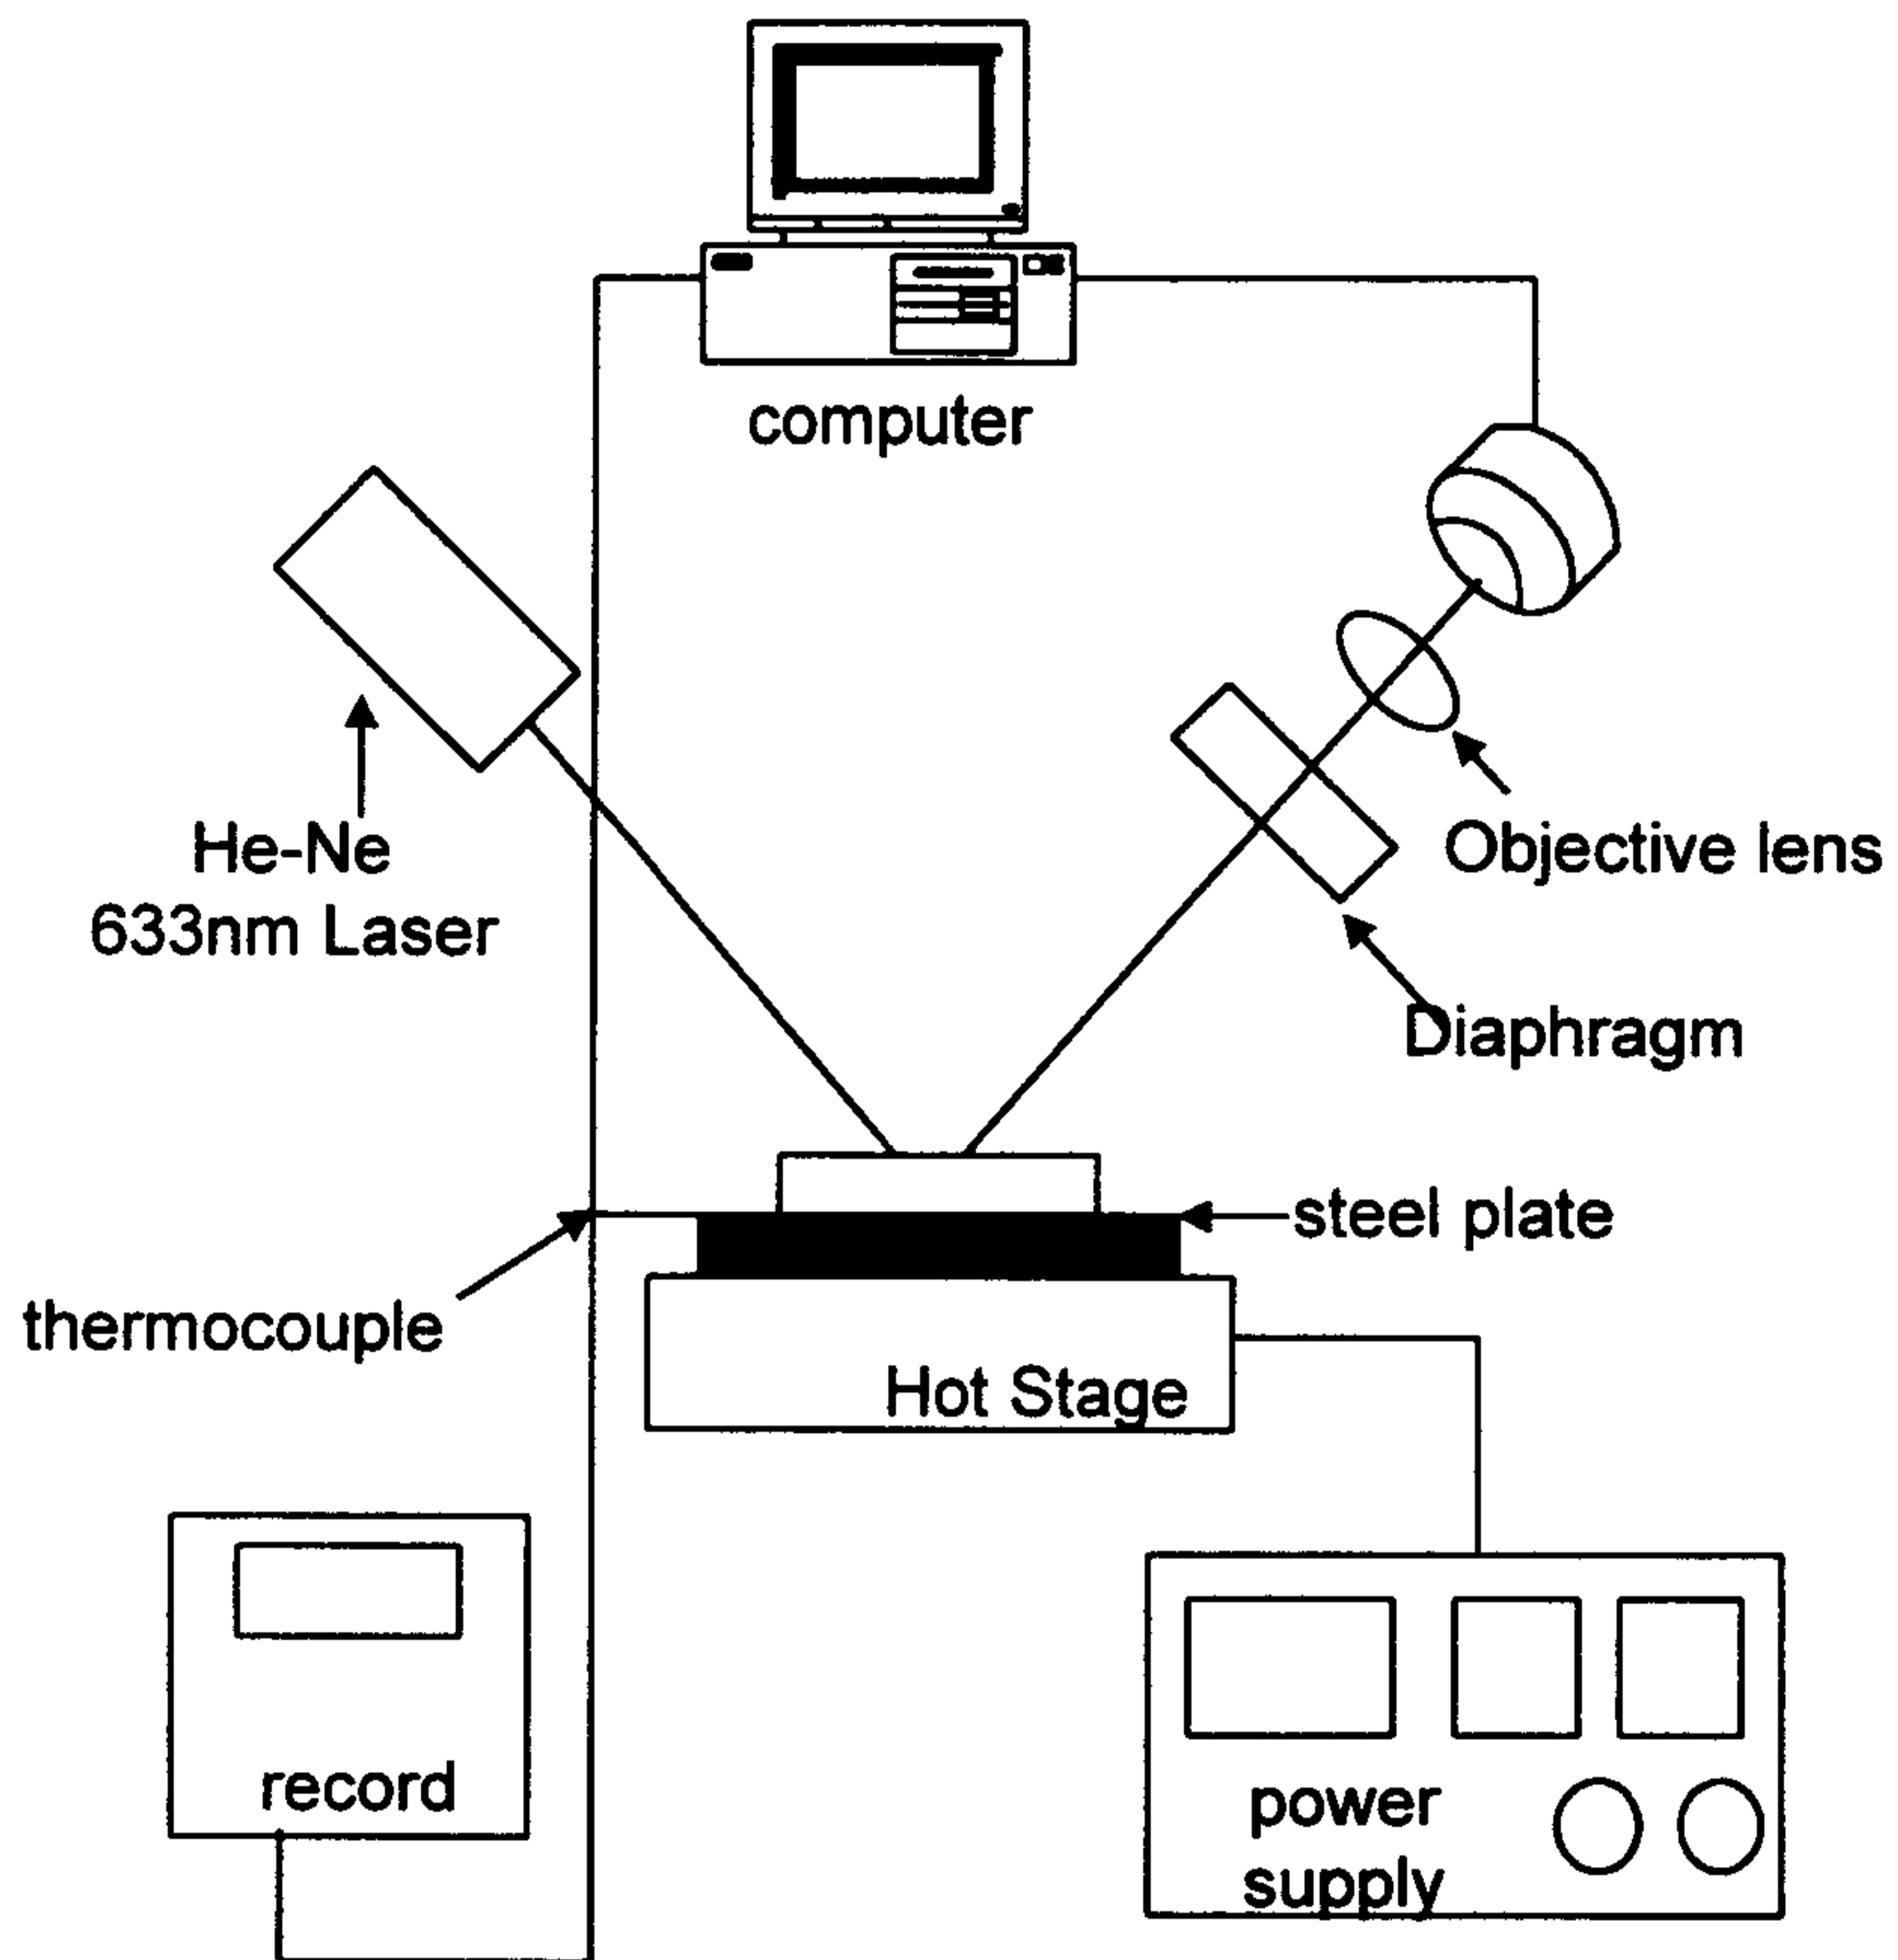 computer
He-Ne
633nm Laser
Objective lens
Diaphragm
steel plate
thermocouple
Hot Stage
record
power
supply